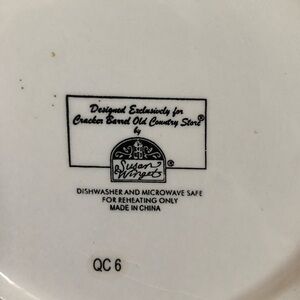 Designed Exclusively for
Cracker Barrel Old Country Store®
by
Susan
Winget
®
DISHWASHER AND MICROWAVE SAFE
FOR REHEATING ONLY
MADE IN CHINA
QC 6